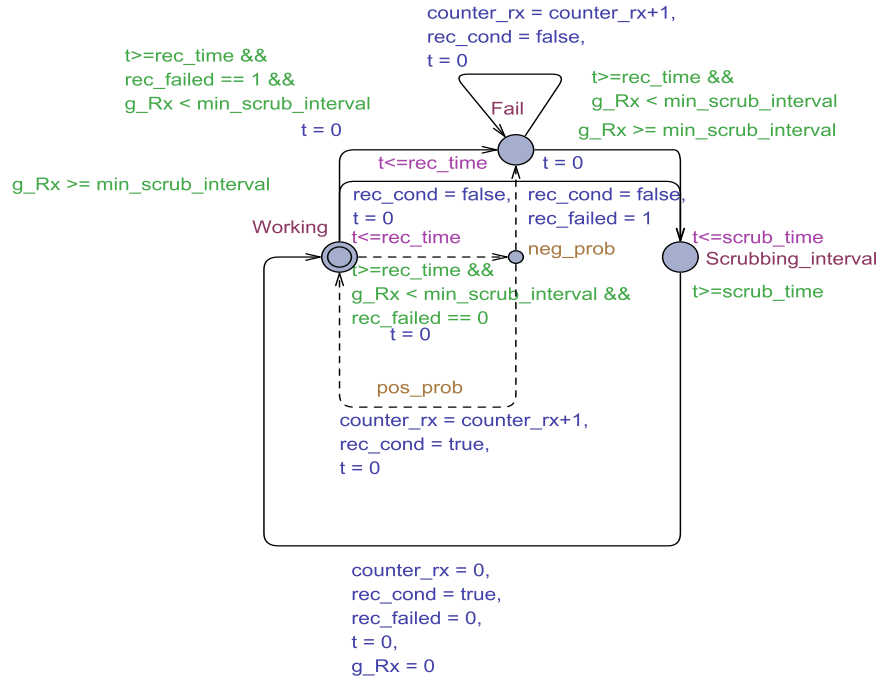 counter_rx = counter_rx+1,
rec_cond = false,
t = 0
t>=rec_time &&
rec_failed == 1 &&
g_Rx < min_scrub_interval
t = 0
Fail
t>=rec_time &&
g_Rx < min_scrub_interval
g_Rx >= min_scrub_interval
t<=rec_time
t = 0
g_Rx >= min_scrub_interval
rec_cond = false,
t = 0
rec_cond = false,
rec_failed = 1
Working
t<=rec_time
neg_prob
t<=scrub_time
Scrubbing_interval
t>=rec_time &&
g_Rx < min_scrub_interval &&
rec_failed == 0
t = 0
t>=scrub_time
pos_prob
counter_rx = counter_rx+1,
rec_cond = true,
t = 0
counter_rx = 0,
rec_cond = true,
rec_failed = 0,
t = 0,
g_Rx = 0